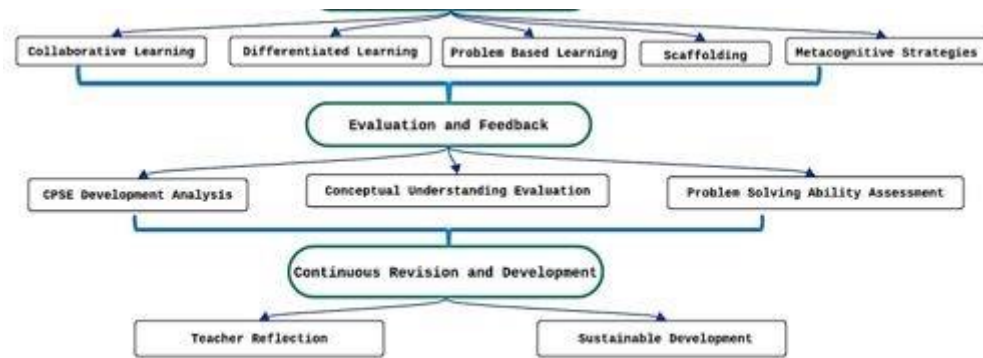 Collaborative Learning
Differentiated Learning
Problem Based Learning
Scaffolding
Metacognitive Strategies
Evaluation and Feedback
CPSE Development Analysis
Conceptual Understanding Evaluation
Problem Solving Ability Assessment
Continuous Revision and Development
Teacher Reflection
Sustainable Development